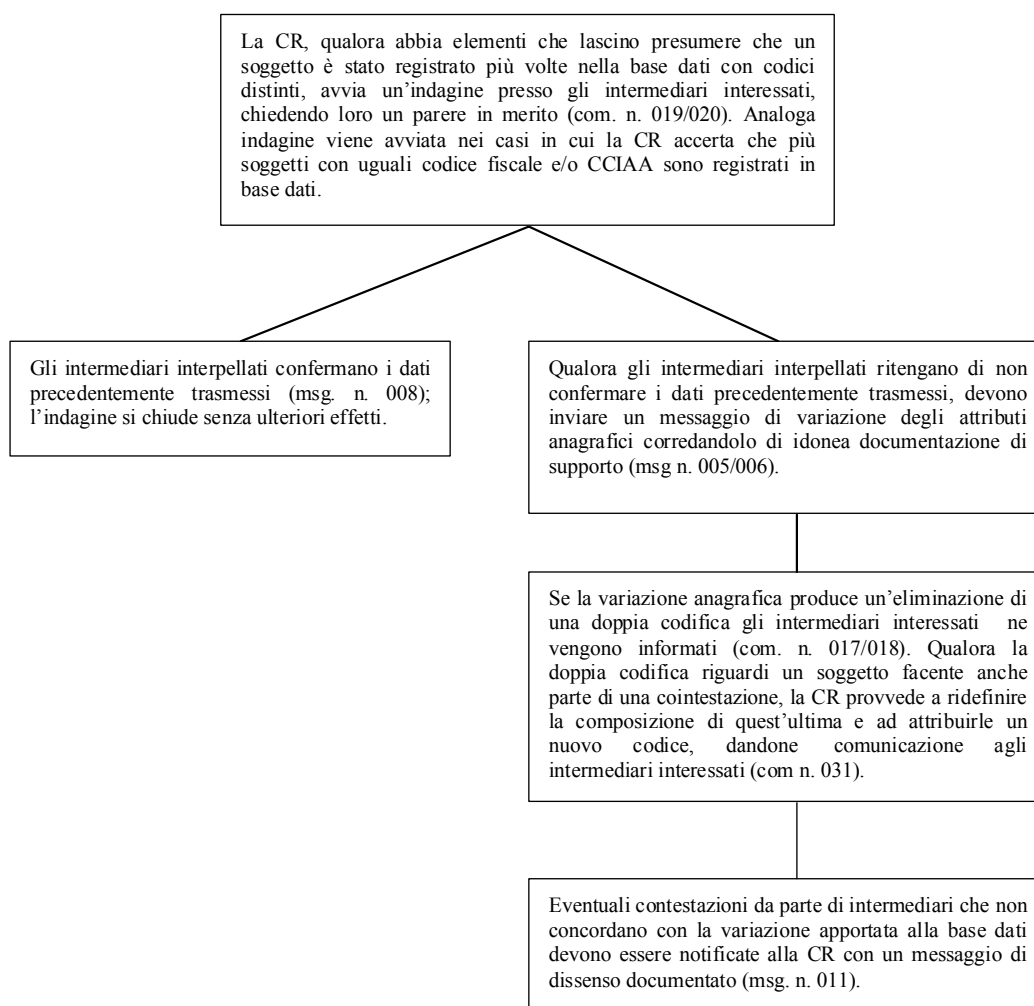 La CR, qualora abbia elementi che lascino presumere che un
soggetto è stato registrato più volte nella base dati con codici
distinti, avvia un’indagine presso gli intermediari interessati,
chiedendo loro un parere in merito (com. n. 019/020). Analoga
indagine viene avviata nei casi in cui la CR accerta che più
soggetti con uguali codice fiscale e/o CCIAA sono registrati in
base dati.
Gli intermediari interpellati confermano i dati
precedentemente trasmessi (msg. n. 008);
l’indagine si chiude senza ulteriori effetti.
Qualora gli intermediari interpellati ritengano di non
confermare i dati precedentemente trasmessi, devono
inviare un messaggio di variazione degli attributi
anagrafici corredandolo di idonea documentazione di
supporto (msg n. 005/006).
Se la variazione anagrafica produce un’eliminazione di
una doppia codifica gli intermediari interessati ne
vengono informati (com. n. 017/018). Qualora la
doppia codifica riguardi un soggetto facente anche
parte di una cointestazione, la CR provvede a ridefinire
la composizione di quest’ultima e ad attribuirle un
nuovo codice, dandone comunicazione agli
intermediari interessati (com n. 031).
Eventuali contestazioni da parte di intermediari che non
concordano con la variazione apportata alla base dati
devono essere notificate alla CR con un messaggio di
dissenso documentato (msg. n. 011).